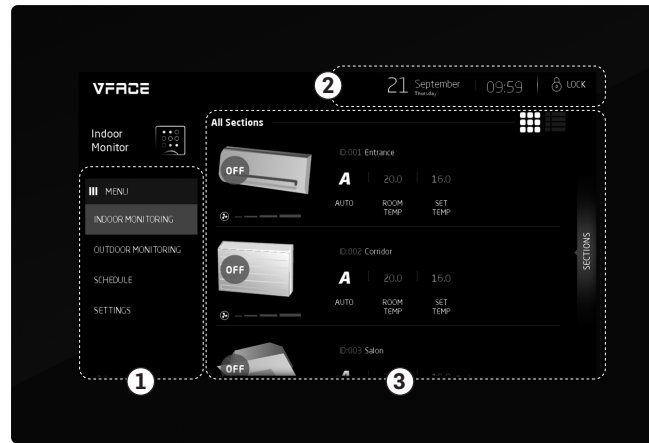 VFACE
21 September
Thursday
09:59
LOCK
2
Indoor
Monitor
All Sections
MENU
INDOOR MONITORING
OUTDOOR MONITORING
SCHEDULE
SETTINGS
OFF
ID:001 Entrance
A 20.0 16.0
AUTO ROOM TEMP SET TEMP
OFF
ID:002 Corridor
A 20.0 16.0
AUTO ROOM TEMP SET TEMP
OFF
ID:003 Salon
A
SECTIONS
1
3